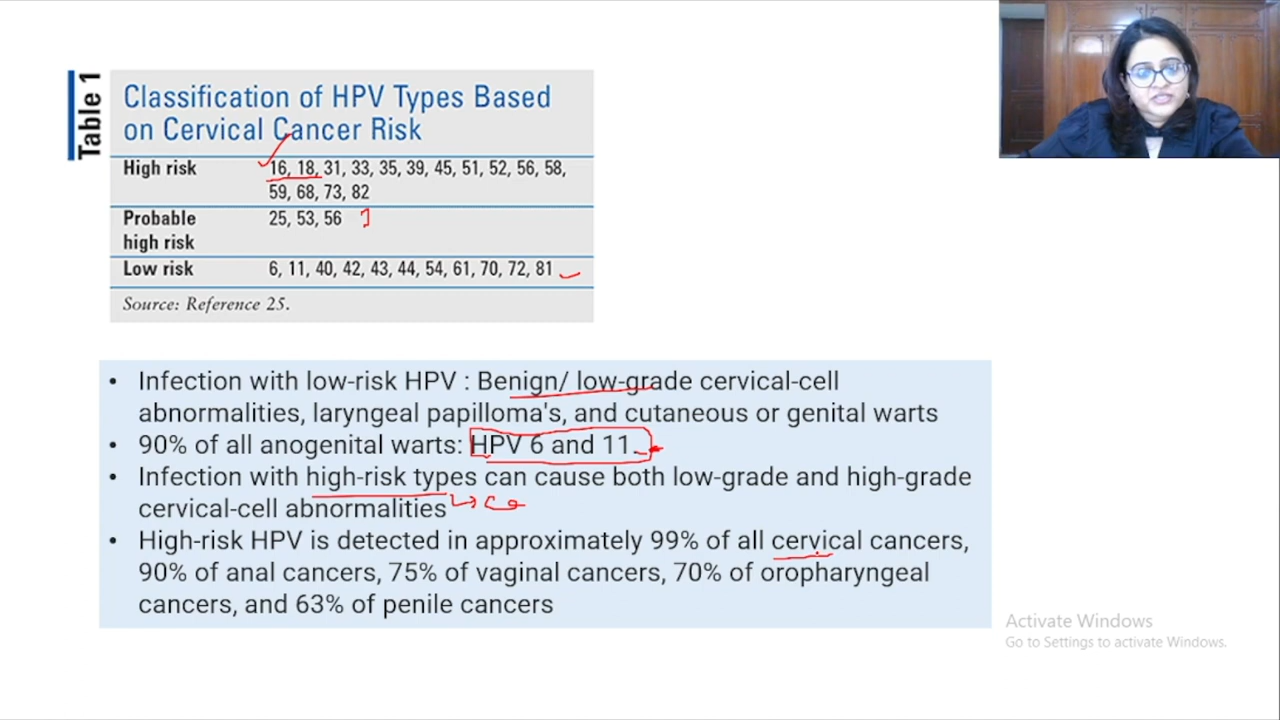 Table 1
Classification of HPV Types Based
on Cervical Cancer Risk
High risk 16, 18, 31, 33, 35, 39, 45, 51, 52, 56, 58,
59, 68, 73, 82
Probable 25, 53, 56
high risk
Low risk 6, 11, 40, 42, 43, 44, 54, 61, 70, 72, 81
Source: Reference 25.
• Infection with low-risk HPV : Benign/ low-grade cervical-cell
abnormalities, laryngeal papilloma's, and cutaneous or genital warts
• 90% of all anogenital warts: HPV 6 and 11.
• Infection with high-risk types can cause both low-grade and high-grade
cervical-cell abnormalities
• High-risk HPV is detected in approximately 99% of all cervical cancers,
90% of anal cancers, 75% of vaginal cancers, 70% of oropharyngeal
cancers, and 63% of penile cancers
Activate Windows
Go to Settings to activate Windows.